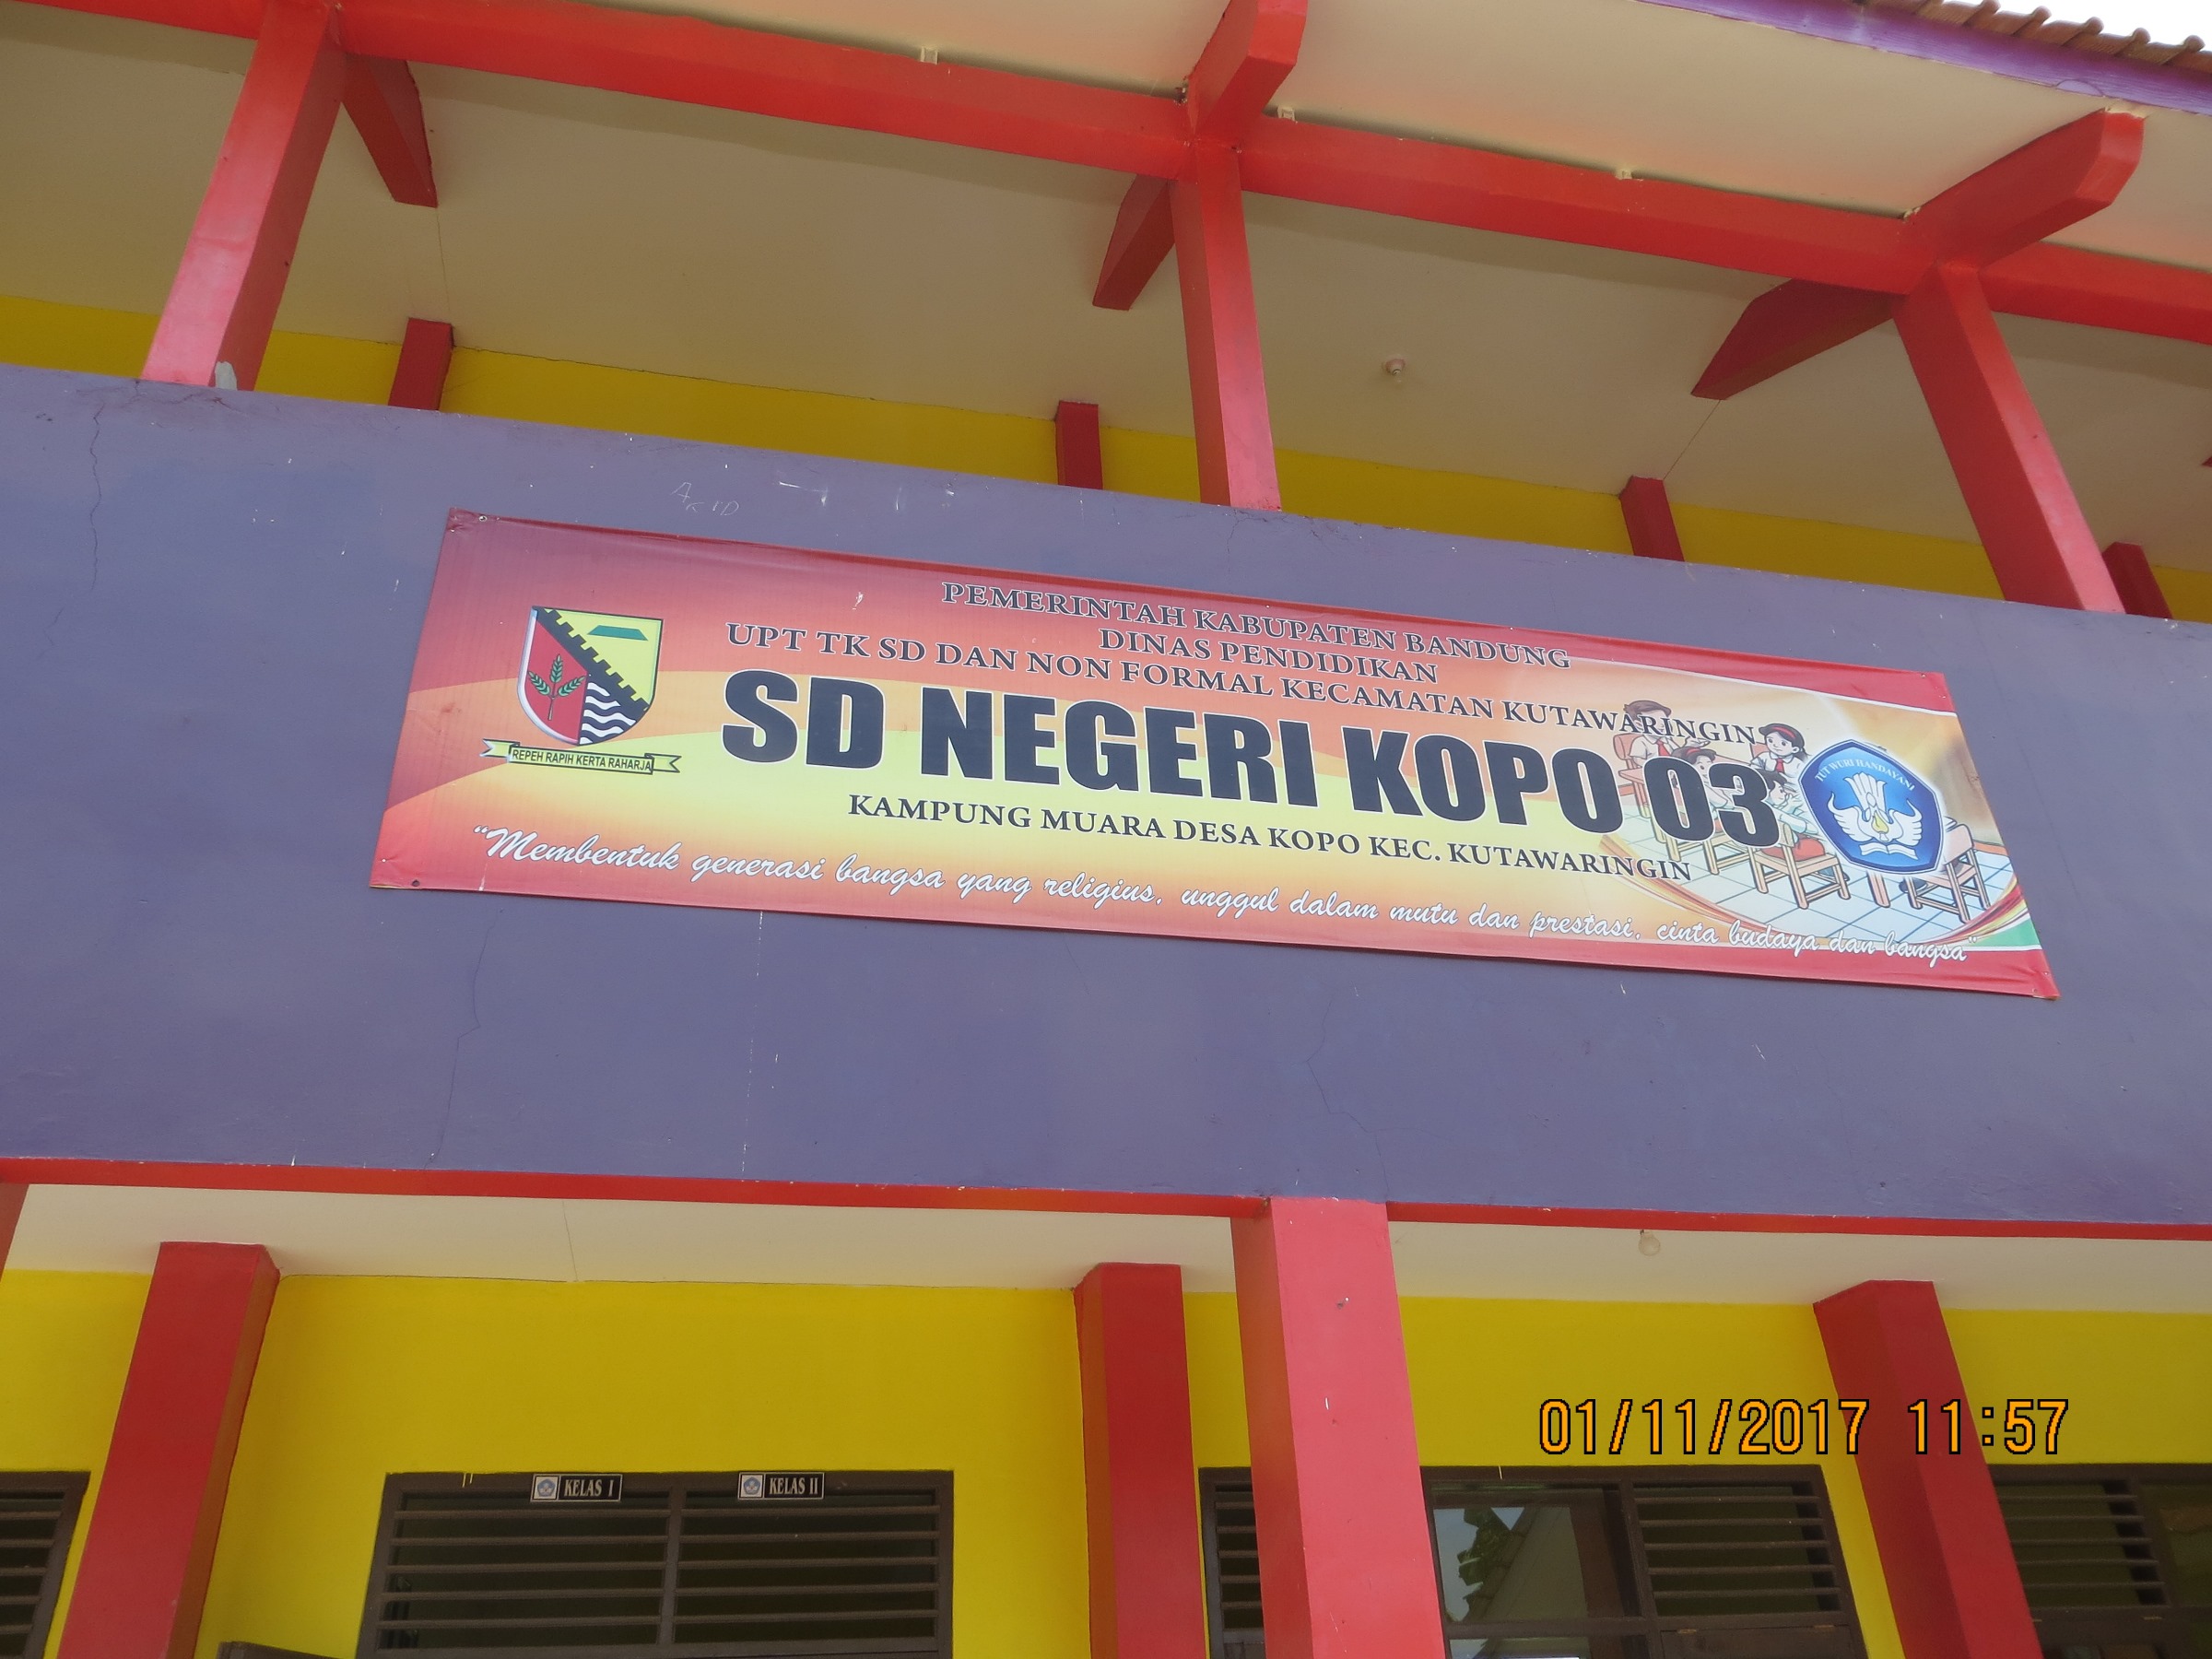 PEMERINTAH KABUPATEN BANDUNG
DINAS PENDIDIKAN
UPT TK SD DAN NON FORMAL KECAMATAN KUTAWARINGIN
SD NEGERI KOPO 03
KAMPUNG MUARA DESA KOPO KEC. KUTAWARINGIN
"Membentuk generasi bangsa yang religius, unggul dalam mutu dan prestasi, cinta budaya dan bangsa"
REPEH RAPIH KERTA RAHARJA
TUT WURI HANDAYANI
01/11/2017 11:57
KELAS I
KELAS II